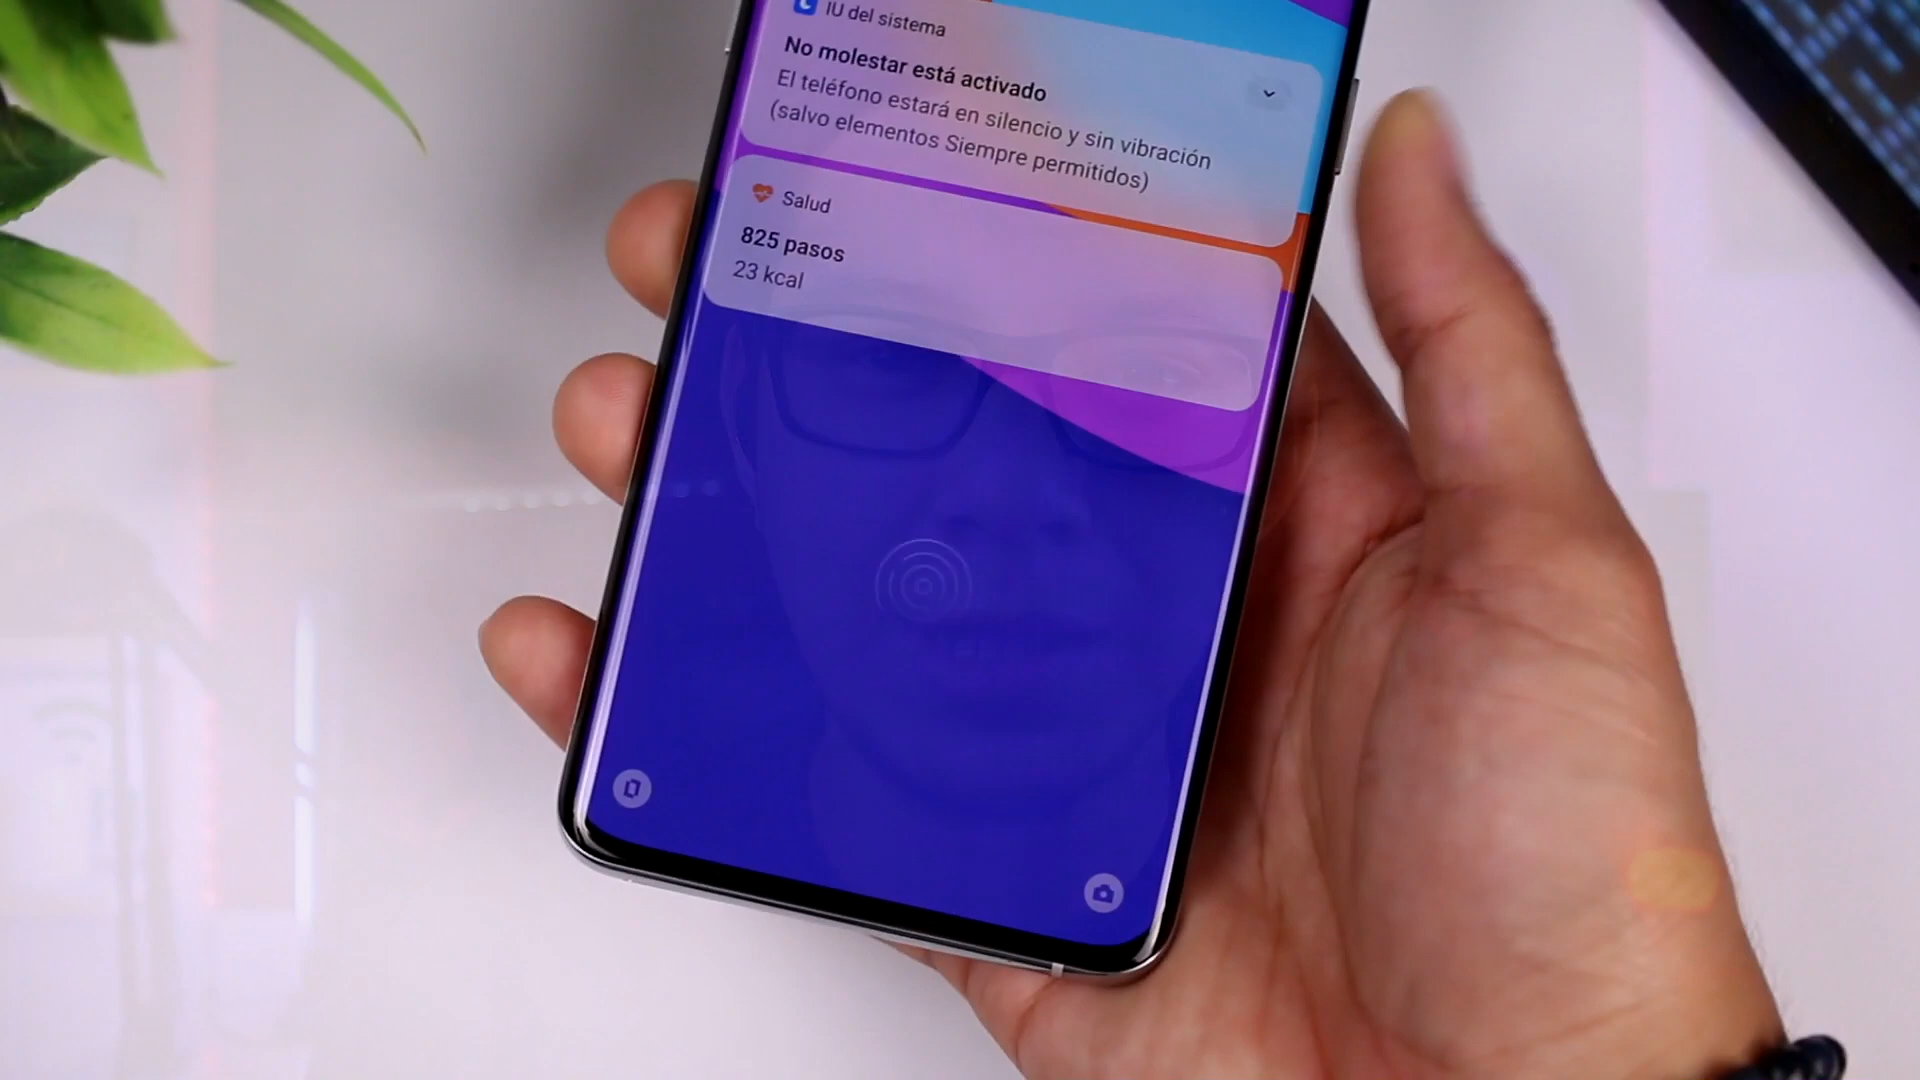 IU del sistema
No molestar está activado
El teléfono estará en silencio y sin vibración
(salvo elementos Siempre permitidos)
Salud
825 pasos
23 kcal